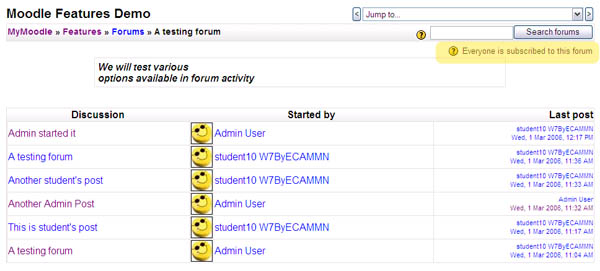 Moodle Features Demo
< Jump to... >
MyMoodle » Features » Forums » A testing forum
? Search forums
? Everyone is subscribed to this forum
We will test various
options available in forum activity
Discussion Started by Last post
Admin started it Admin User student10 W7ByECAMMN
Wed, 1 Mar 2006, 12:17 PM
A testing forum student10 W7ByECAMMN student10 W7ByECAMMN
Wed, 1 Mar 2006, 11:36 AM
Another student's post student10 W7ByECAMMN student10 W7ByECAMMN
Wed, 1 Mar 2006, 11:33 AM
Another Admin Post Admin User Admin User
Wed, 1 Mar 2006, 11:32 AM
This is student's post student10 W7ByECAMMN student10 W7ByECAMMN
Wed, 1 Mar 2006, 11:17 AM
A testing forum Admin User student10 W7ByECAMMN
Wed, 1 Mar 2006, 11:04 AM